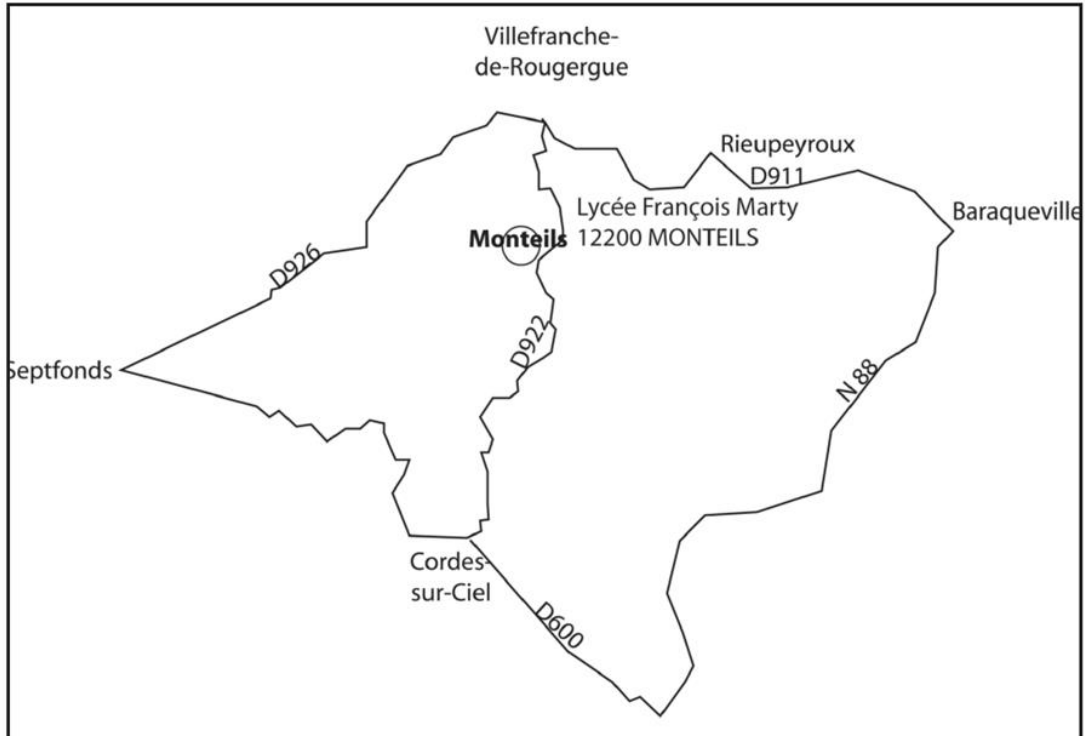 Villefranche-
de-Rougergue
Rieupeyroux
D911
Lycée François Marty
12200 MONTEILS
Baraqueville
Monteils
D926
D922
Septfonds
N 88
Cordes-
sur-Ciel
D600